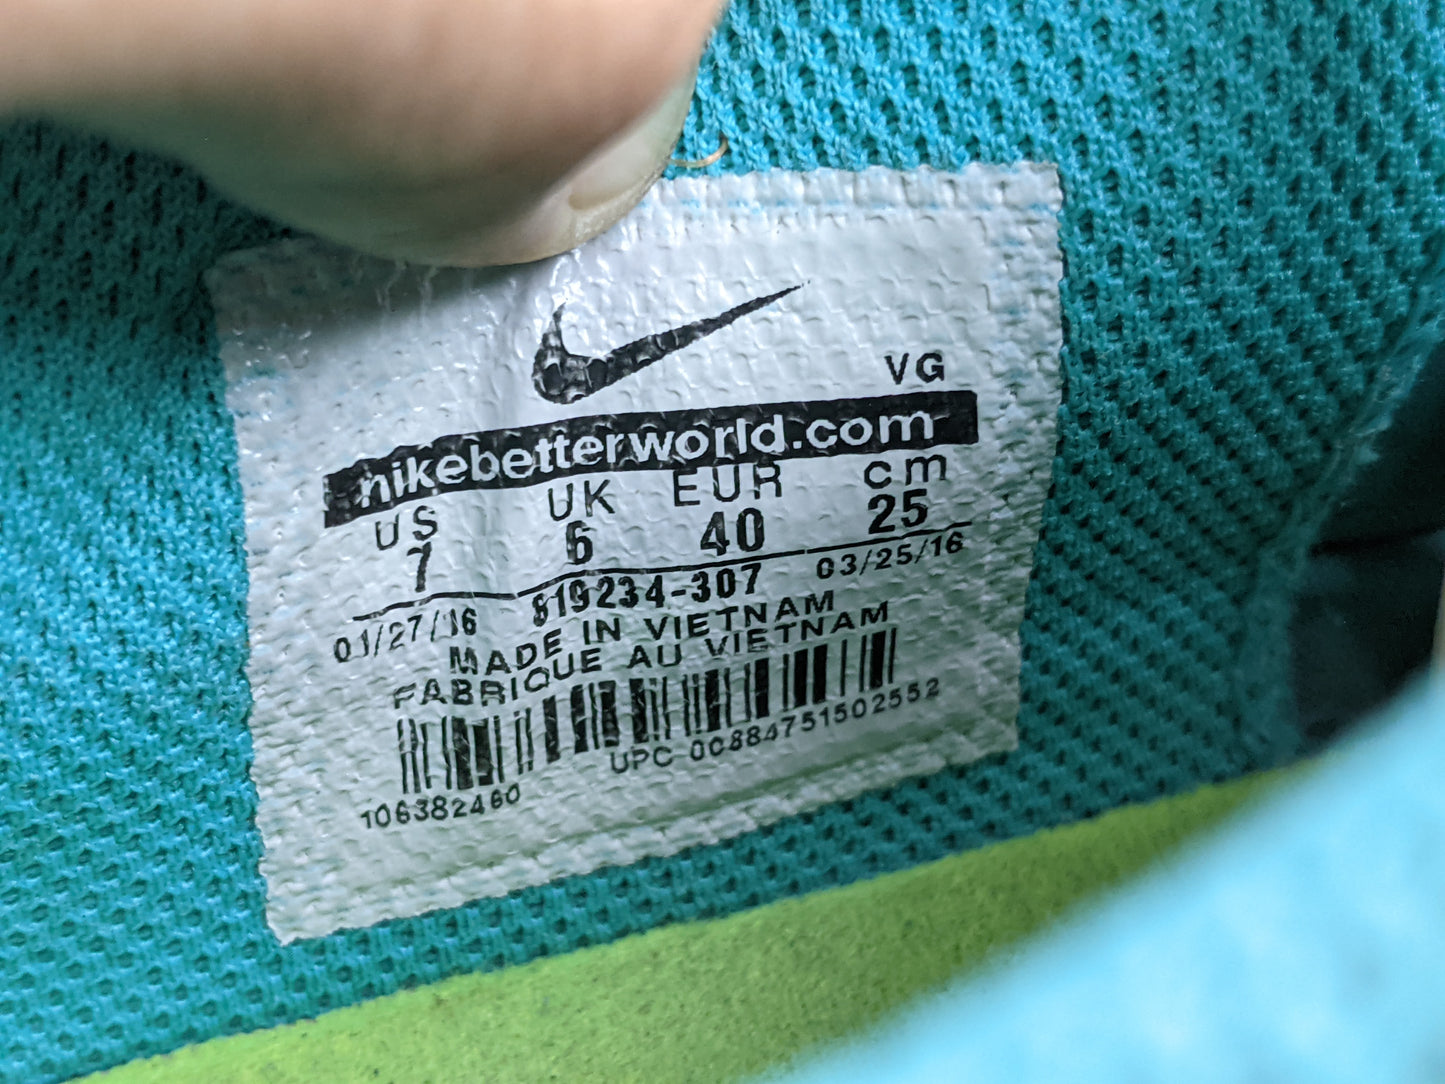 VG
nikebetterworld.com
US UK EUR cm
7 6 40 25
01/27/16 819234-307 03/25/16
MADE IN VIETNAM
FABRIQUE AU VIETNAM
UPC 00884751502552
106382460